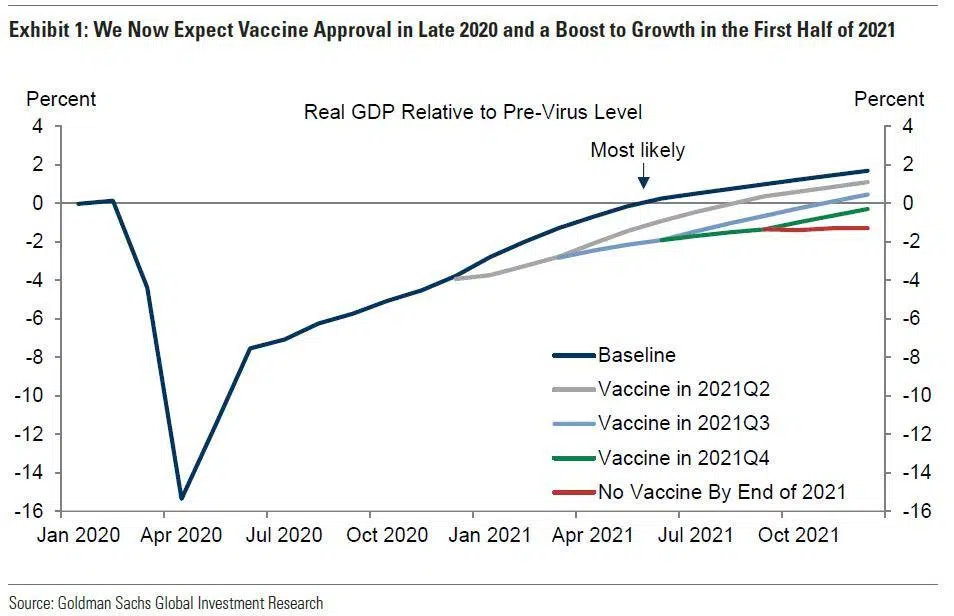 Exhibit 1: We Now Expect Vaccine Approval in Late 2020 and a Boost to Growth in the First Half of 2021
Percent
Percent
Real GDP Relative to Pre-Virus Level
Most likely
4
2
0
-2
-4
-6
-8
-10
-12
-14
-16
4
2
0
-2
-4
-6
-8
-10
-12
-14
-16
Baseline
Vaccine in 2021Q2
Vaccine in 2021Q3
Vaccine in 2021Q4
No Vaccine By End of 2021
Jan 2020 Apr 2020 Jul 2020 Oct 2020 Jan 2021 Apr 2021 Jul 2021 Oct 2021
Source: Goldman Sachs Global Investment Research